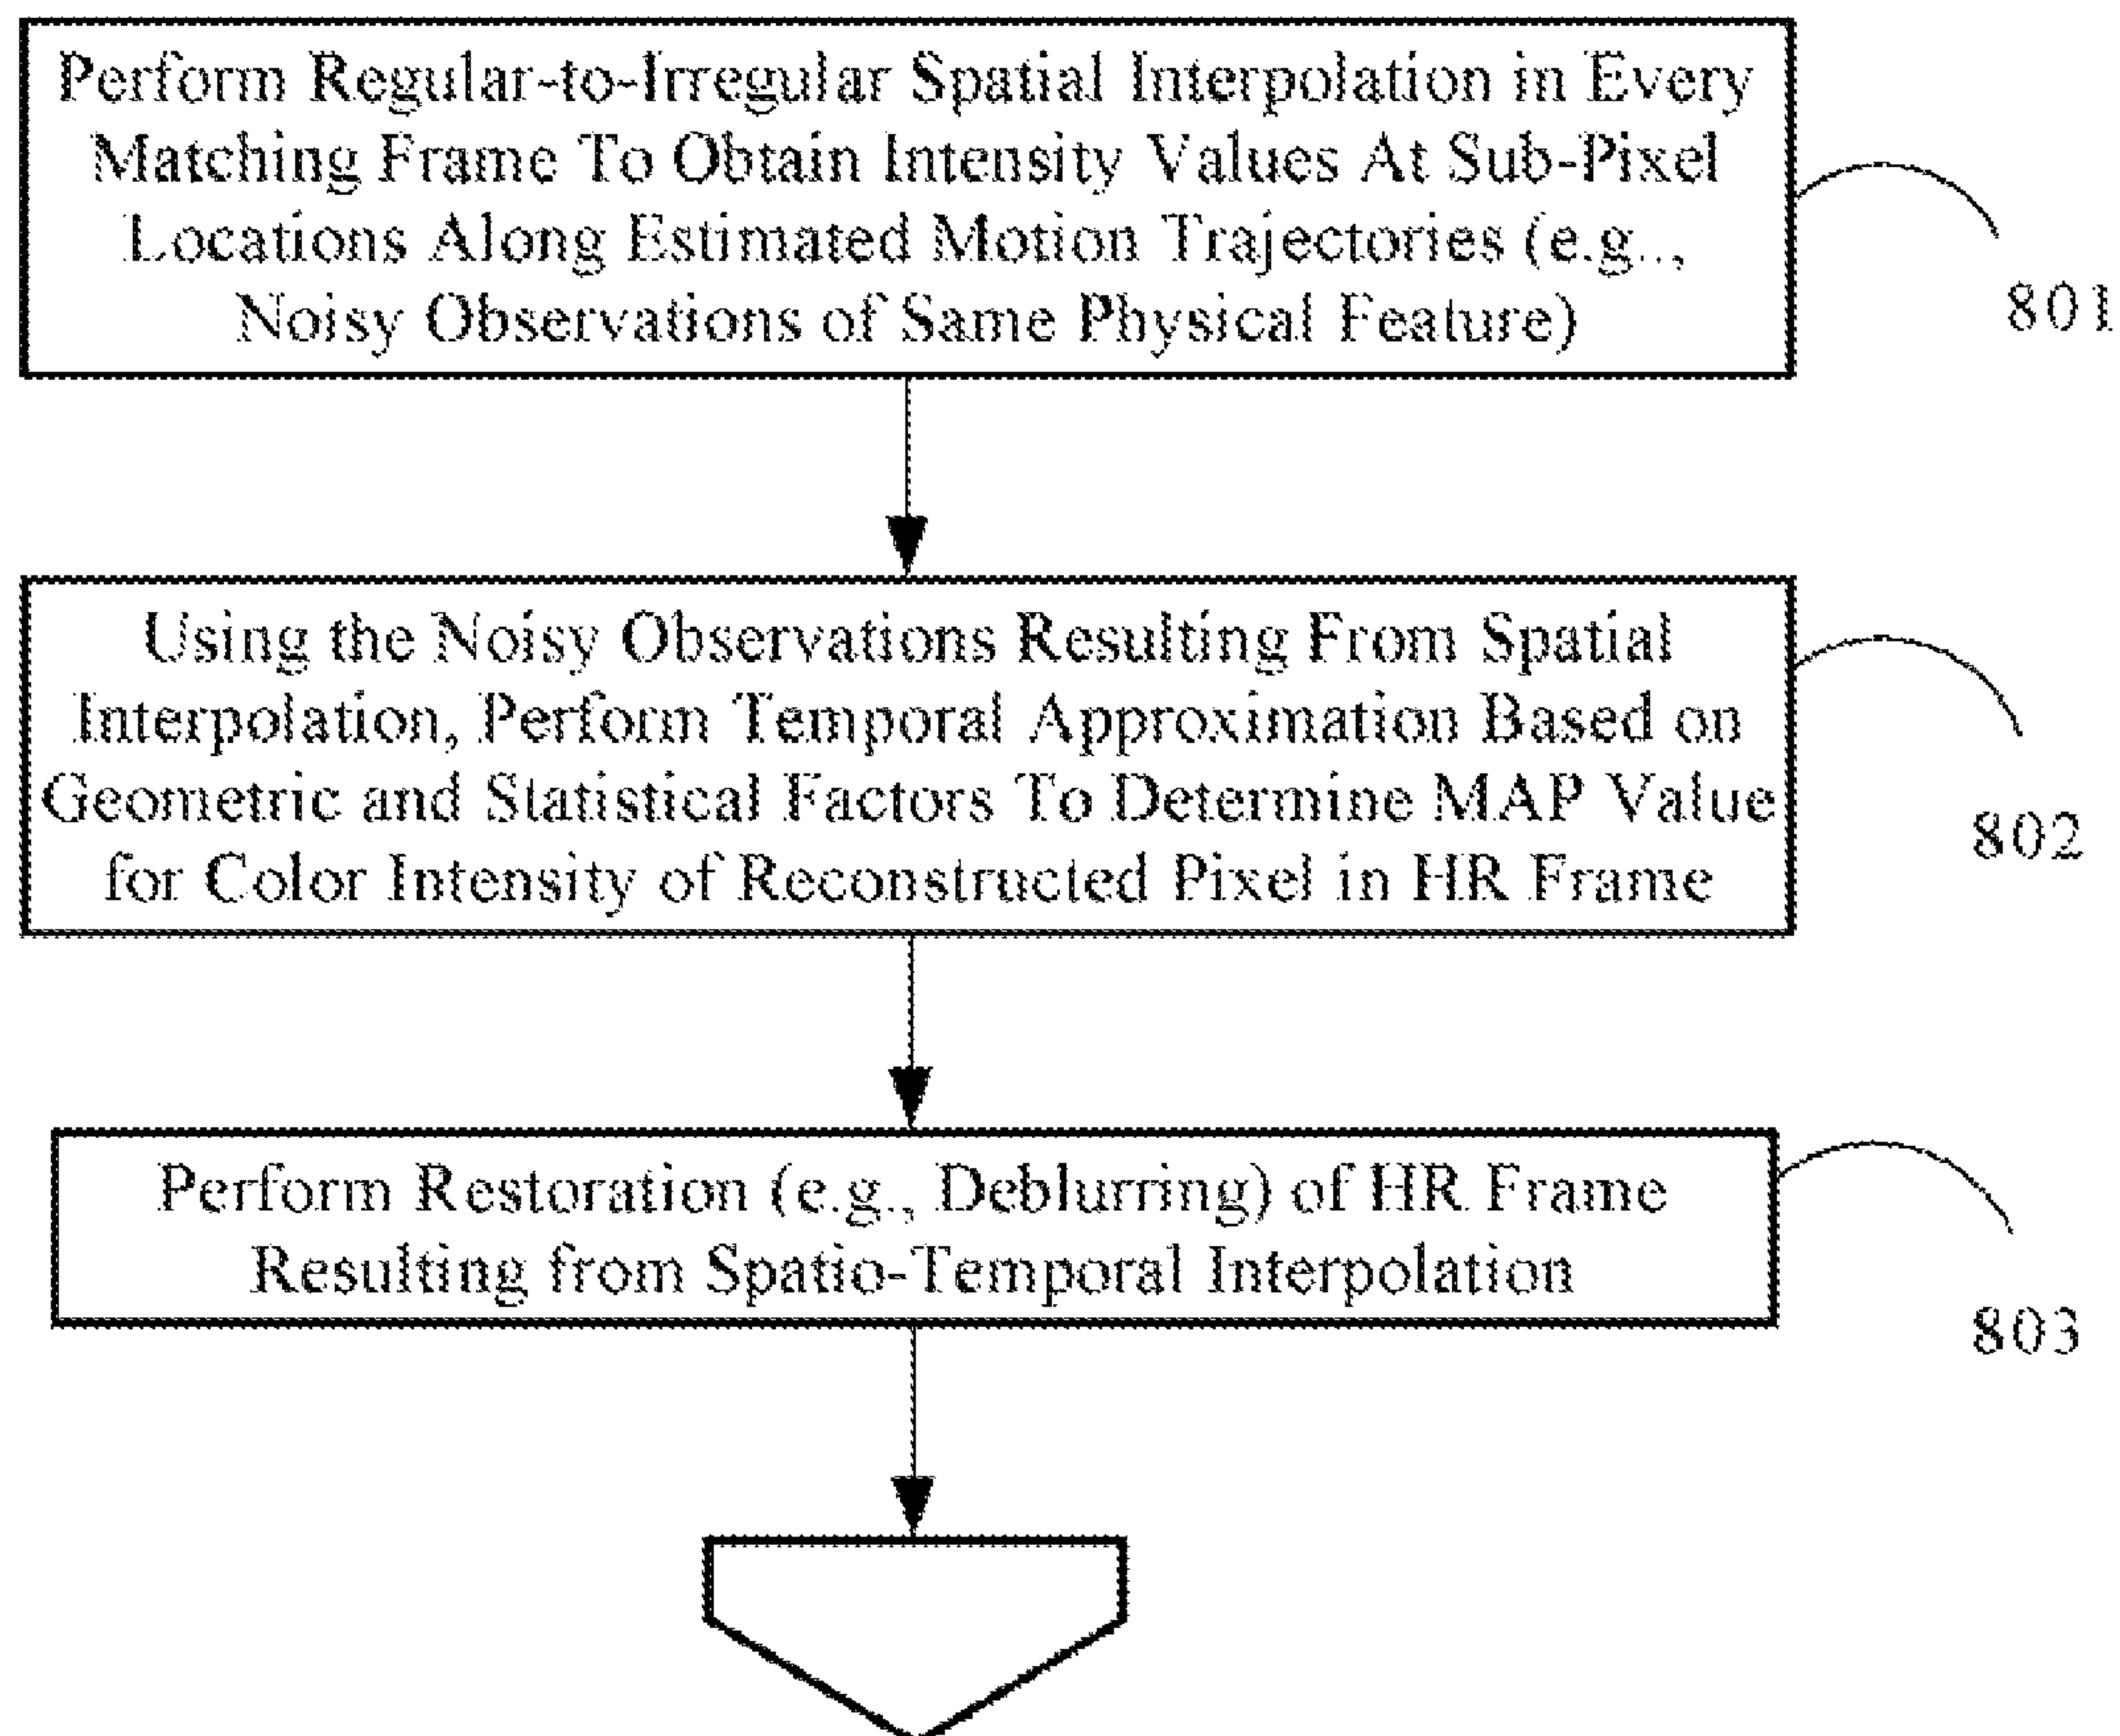 Perform Regular-to-Irregular Spatial Interpolation in Every
Matching Frame To Obtain Intensity Values At Sub-Pixel
Locations Along Estimated Motion Trajectories (e.g.,
Noisy Observations of Same Physical Feature)
801
Using the Noisy Observations Resulting From Spatial
Interpolation, Perform Temporal Approximation Based on
Geometric and Statistical Factors To Determine MAP Value
for Color Intensity of Reconstructed Pixel in HR Frame
802
Perform Restoration (e.g., Deblurring) of HR Frame
Resulting from Spatio-Temporal Interpolation
803